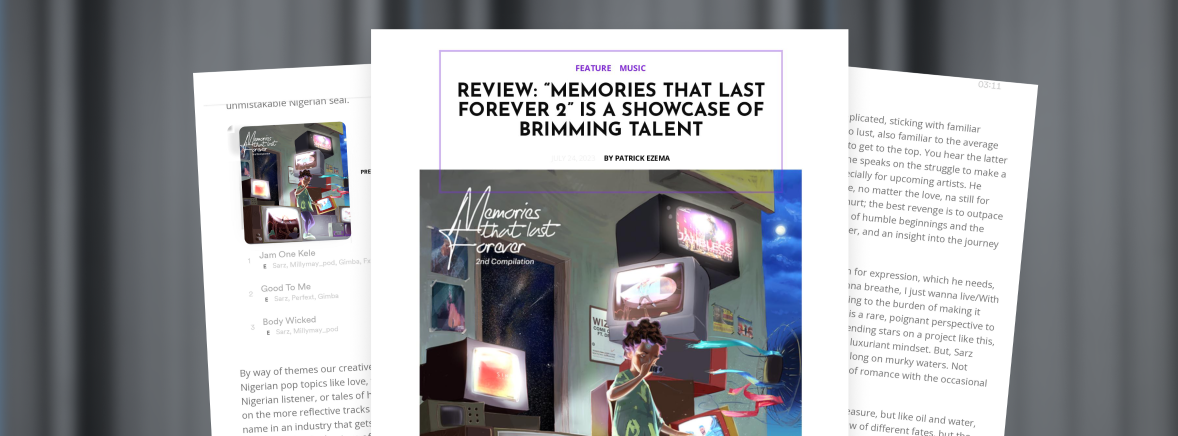 unmistakable Nigerian seal.
Memories
that last
Forever
1 Jam One Kele
E Sarz, Millymay_pod, Gimba, Fa
2 Good To Me
E Sarz, Perfest, Gimba
3 Body Wicked
E Sarz, Millymay_pod
By way of themes our creative
Nigerian pop topics like love,
Nigerian listener, or tales of h
on the more reflective tracks
name in an industry that gets
PRE
FEATURE MUSIC
REVIEW: “MEMORIES THAT LAST
FOREVER 2” IS A SHOWCASE OF
BRIMMING TALENT
JULY 24, 2023 BY PATRICK EZEMA
Memories
that last
Forever
2nd Compilation
DANGLESS
WIZ
COME
03:11
plicated, sticking with familiar
o lust, also familiar to the average
to get to the top. You hear the latter
he speaks on the struggle to make a
ecially for upcoming artists. He
e, no matter the love, na still for
hurt; the best revenge is to outpace
of humble beginnings and the
er, and an insight into the journey
n for expression, which he needs,
nna breathe, I just wanna live/With
ing to the burden of making it
is a rare, poignant perspective to
ending stars on a project like this,
luxuriant mindset. But, Sarz
long on murky waters. Not
of romance with the occasional
easure, but like oil and water,
w of different fates, but the